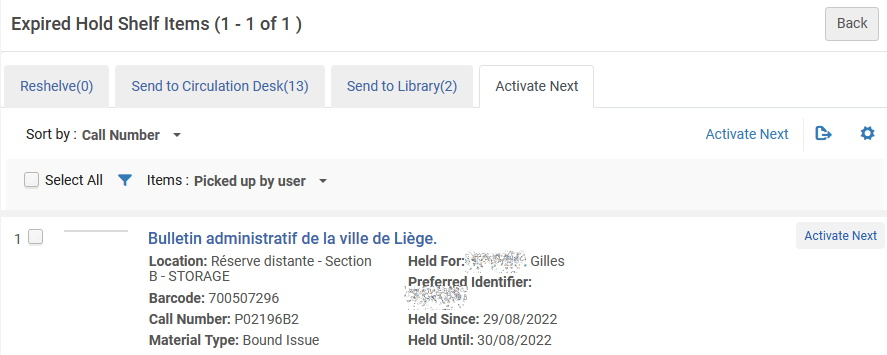 Expired Hold Shelf Items (1 - 1 of 1 )
Back
Reshelve(0)
Send to Circulation Desk(13)
Send to Library(2)
Activate Next
Sort by : Call Number
Activate Next
Select All
Items : Picked up by user
1
Bulletin administratif de la ville de Liège.
Activate Next
Location: Réserve distante - Section
B - STORAGE
Barcode: 700507296
Call Number: P02196B2
Material Type: Bound Issue
Held For: Gilles
Preferred Identifier:
Held Since: 29/08/2022
Held Until: 30/08/2022